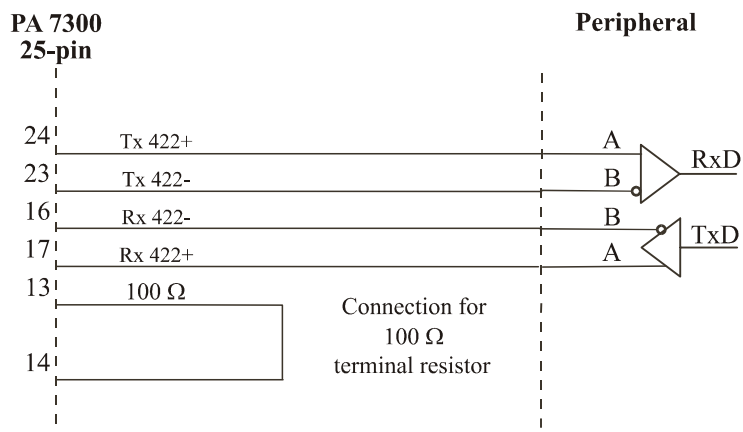 PA 7300
25-pin
Peripheral
24
Tx 422+
A
RxD
23
Tx 422-
B
16
Rx 422-
B
TxD
17
Rx 422+
A
13
100 Ω
Connection for
100 Ω
terminal resistor
14